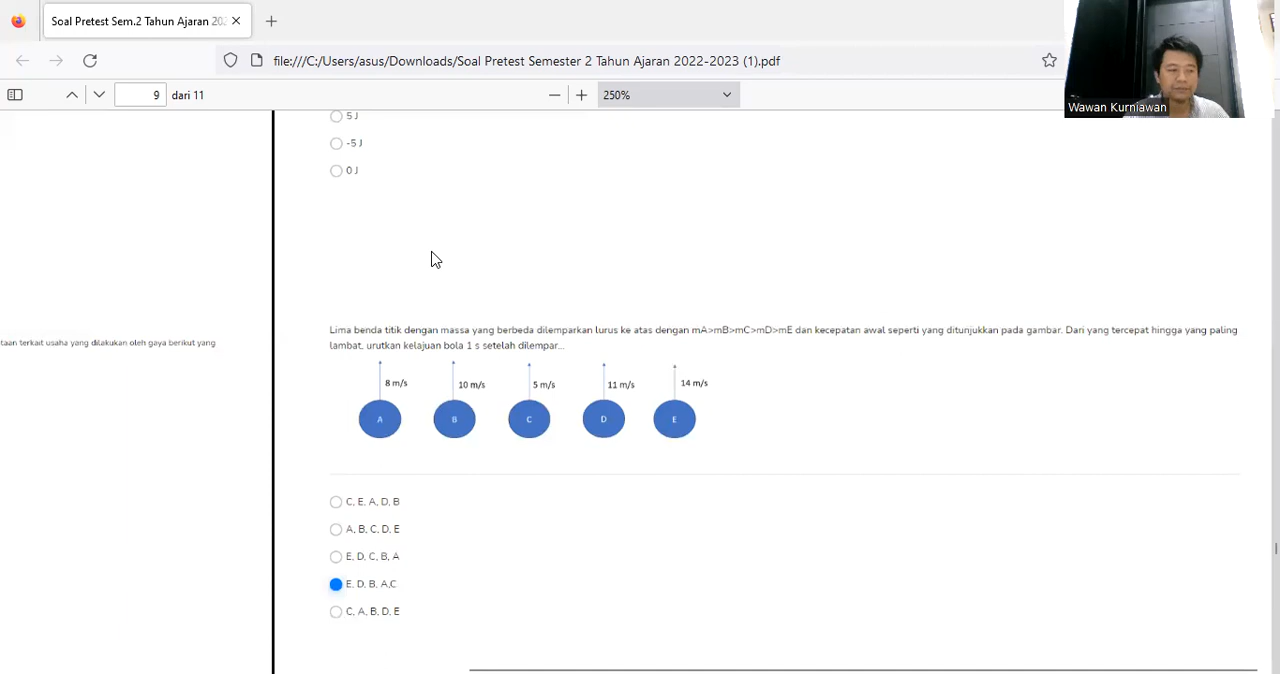 Soal Pretest Sem.2 Tahun Ajaran 202
file:///C:/Users/asus/Downloads/Soal Pretest Semester 2 Tahun Ajaran 2022-2023 (1).pdf
Wawan Kurniawan
9 dari 11
250%
5 J
-5 J
0 J
Lima benda titik dengan massa yang berbeda dilemparkan lurus ke atas dengan mA>mB>mC>mD>mE dan kecepatan awal seperti yang ditunjukkan pada gambar. Dari yang tercepat hingga yang paling
lambat, urutkan kelajuan bola 1 s setelah dilempar...
taan terkait usaha yang dilakukan oleh gaya berikut yang
8 m/s 10 m/s 5 m/s 11 m/s 14 m/s
A B C D E
C, E, A, D, B
A, B, C, D, E
E, D, C, B, A
E, D, B, A,C
C, A, B, D, E